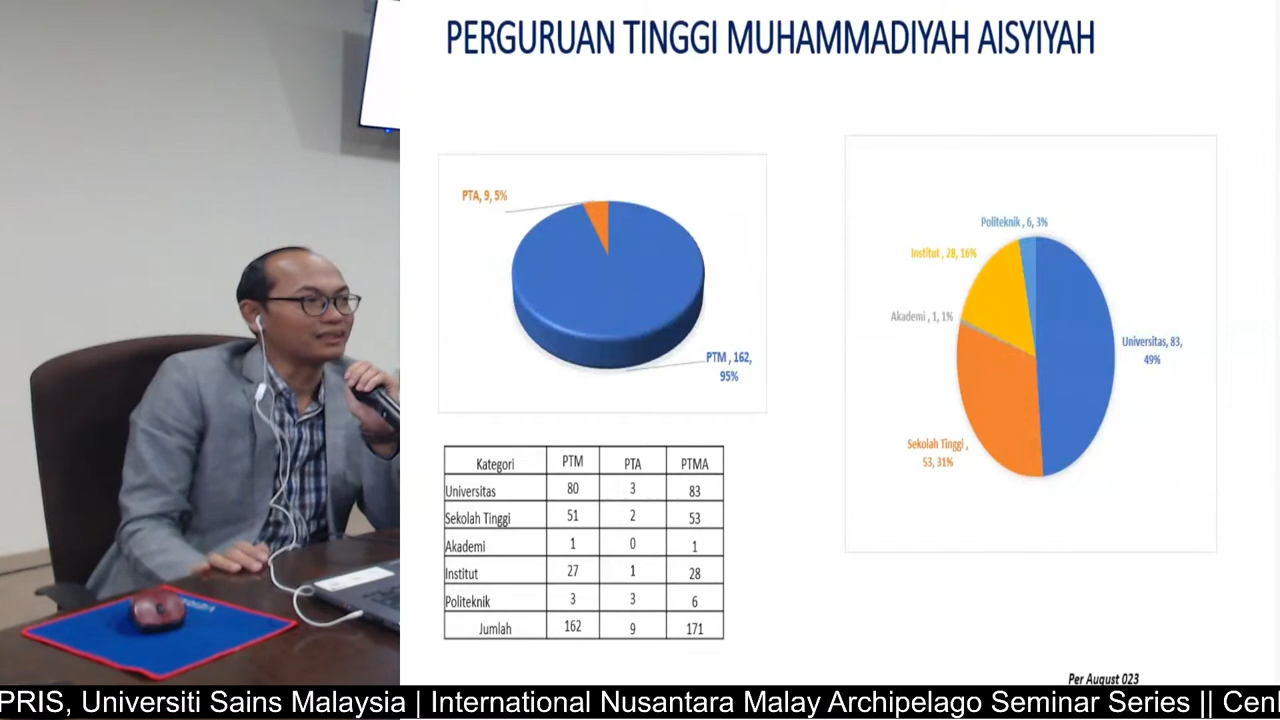 PERGURUAN TINGGI MUHAMMADIYAH AISYIYAH
PTA, 9, 5%
PTM , 162,
95%
Politeknik , 6, 3%
Institut , 28, 16%
Akademi , 1, 1%
Universitas, 83,
49%
Sekolah Tinggi ,
53, 31%
Kategori PTM PTA PTMA
Universitas 80 3 83
Sekolah Tinggi 51 2 53
Akademi 1 0 1
Institut 27 1 28
Politeknik 3 3 6
Jumlah 162 9 171
Per August 023
PRIS, Universiti Sains Malaysia | International Nusantara Malay Archipelago Seminar Series || Cen